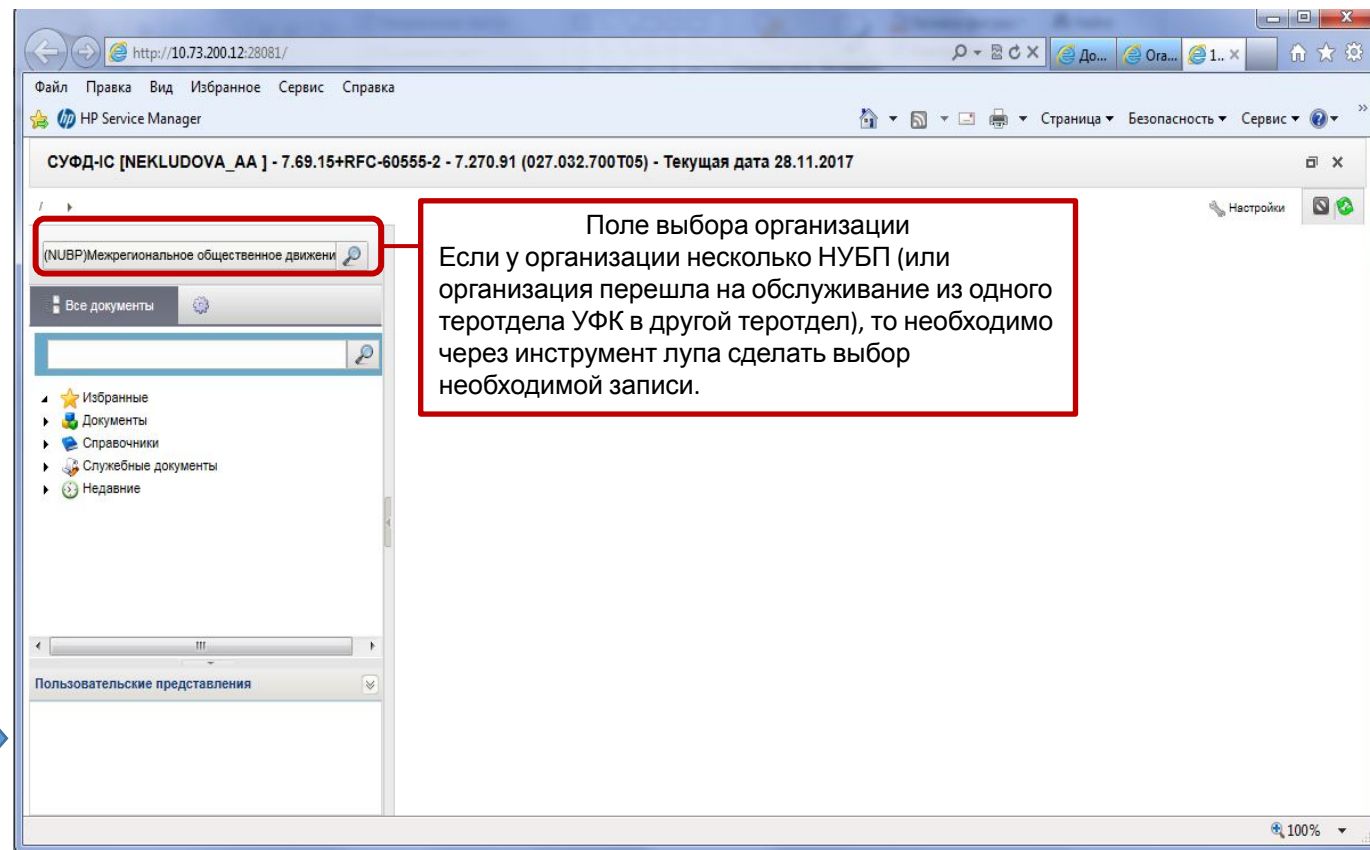 http://10.73.200.12:28081/
До...
Ora...
1..
Файл Правка Вид Избранное Сервис Справка
HP Service Manager
Страница Безопасность Сервис
СУФД-IC [NEKLUDOVA_AA ] - 7.69.15+RFC-60555-2 - 7.270.91 (027.032.700T05) - Текущая дата 28.11.2017
/
Настройки
(NUBP)Межрегиональное общественное движени
Все документы
Избранные
Документы
Справочники
Служебные документы
Недавние
Пользовательские представления
Поле выбора организации
Если у организации несколько НУБП (или
организация перешла на обслуживание из одного
теротдела УФК в другой теротдел), то необходимо
через инструмент лупа сделать выбор
необходимой записи.
100%